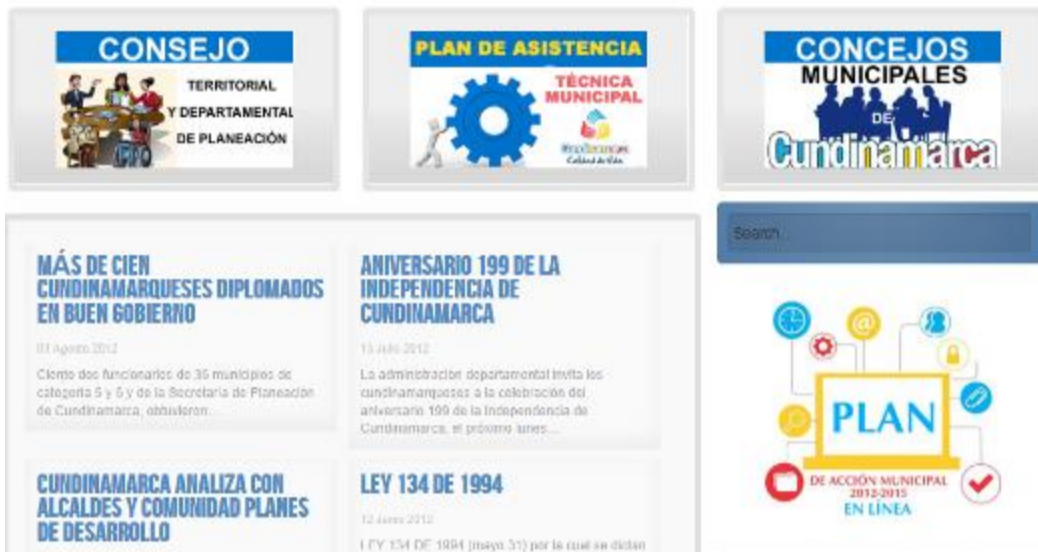 CONSEJO
TERRITORIAL
Y DEPARTAMENTAL
DE PLANEACIÓN
PLAN DE ASISTENCIA
TÉCNICA
MUNICIPAL
Calidad de Vida
CONCEJOS
MUNICIPALES
DE
Cundinamarca
Search...
MÁS DE CIEN
CUNDINAMARQUESES DIPLOMADOS
EN BUEN GOBIERNO
03 Agosto 2012
Ciento dos funcionarios de 35 municipios de
categoría 5 y 6 y de la Secretaría de Planeación
de Cundinamarca, obtuvieron...
ANIVERSARIO 199 DE LA
INDEPENDENCIA DE
CUNDINAMARCA
Julio 2012
La administración departamental invita los
cundinamarqueses a la celebración del
aniversario 199 de la Independencia de
Cundinamarca, el próximo lunes...
CUNDINAMARCA ANALIZA CON
ALCALDES Y COMUNIDAD PLANES
DE DESARROLLO
LEY 134 DE 1994
12 Junio 2012
LEY 134 DE 1994 (mayo 31) por la cual se dictan
@
PLAN
DE ACCIÓN MUNICIPAL
2012-2015
EN LÍNEA